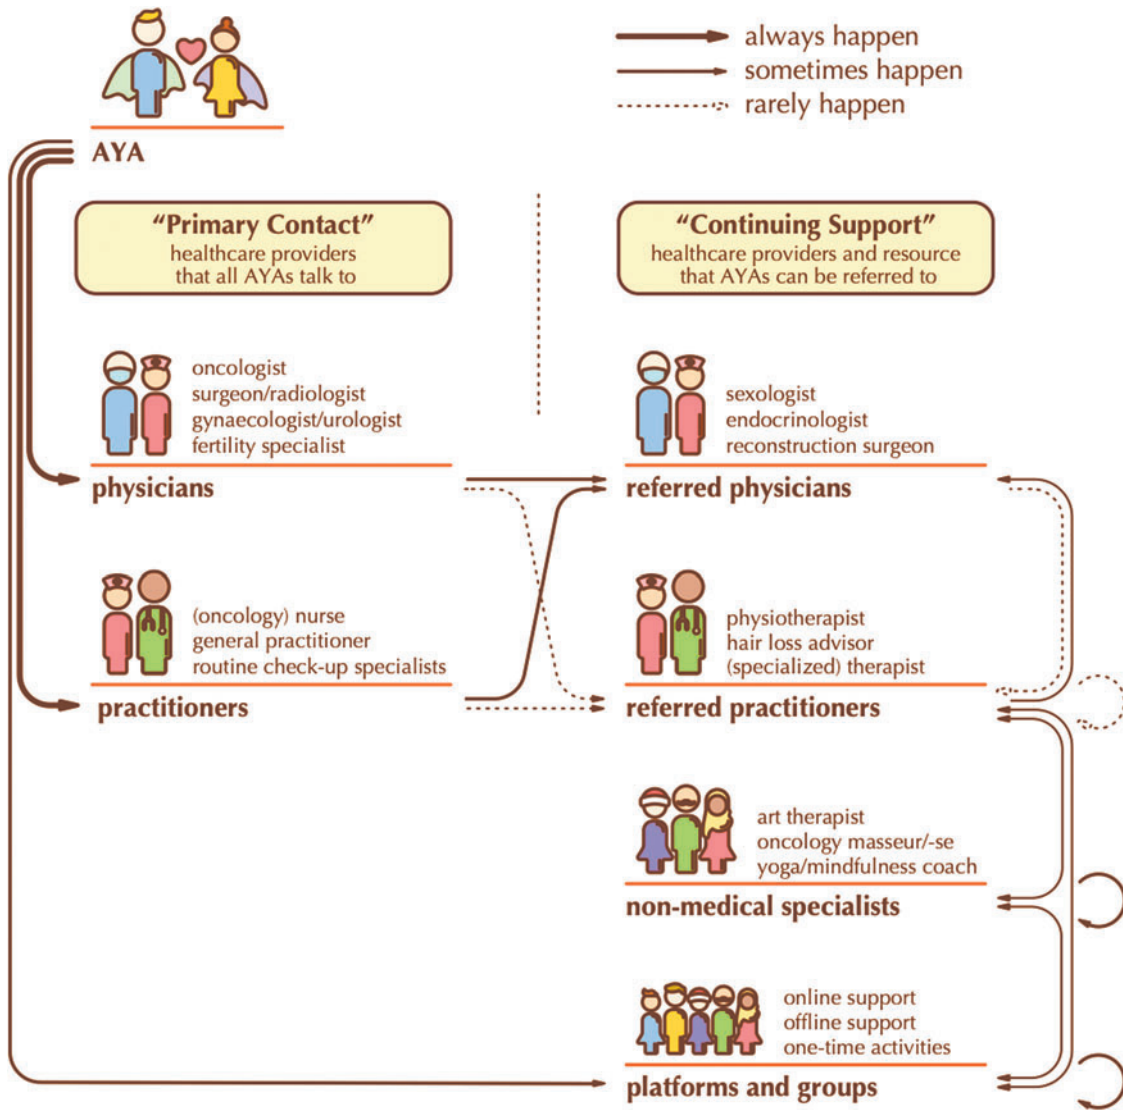 always happen
sometimes happen
rarely happen
AYA
“Primary Contact”
healthcare providers
that all AYAs talk to
“Continuing Support”
healthcare providers and resource
that AYAs can be referred to
oncologist
surgeon/radiologist
gynaecologist/urologist
fertility specialist
physicians
sexologist
endocrinologist
reconstruction surgeon
referred physicians
(oncology) nurse
general practitioner
routine check-up specialists
practitioners
physiotherapist
hair loss advisor
(specialized) therapist
referred practitioners
art therapist
oncology masseur/-se
yoga/mindfulness coach
non-medical specialists
online support
offline support
one-time activities
platforms and groups